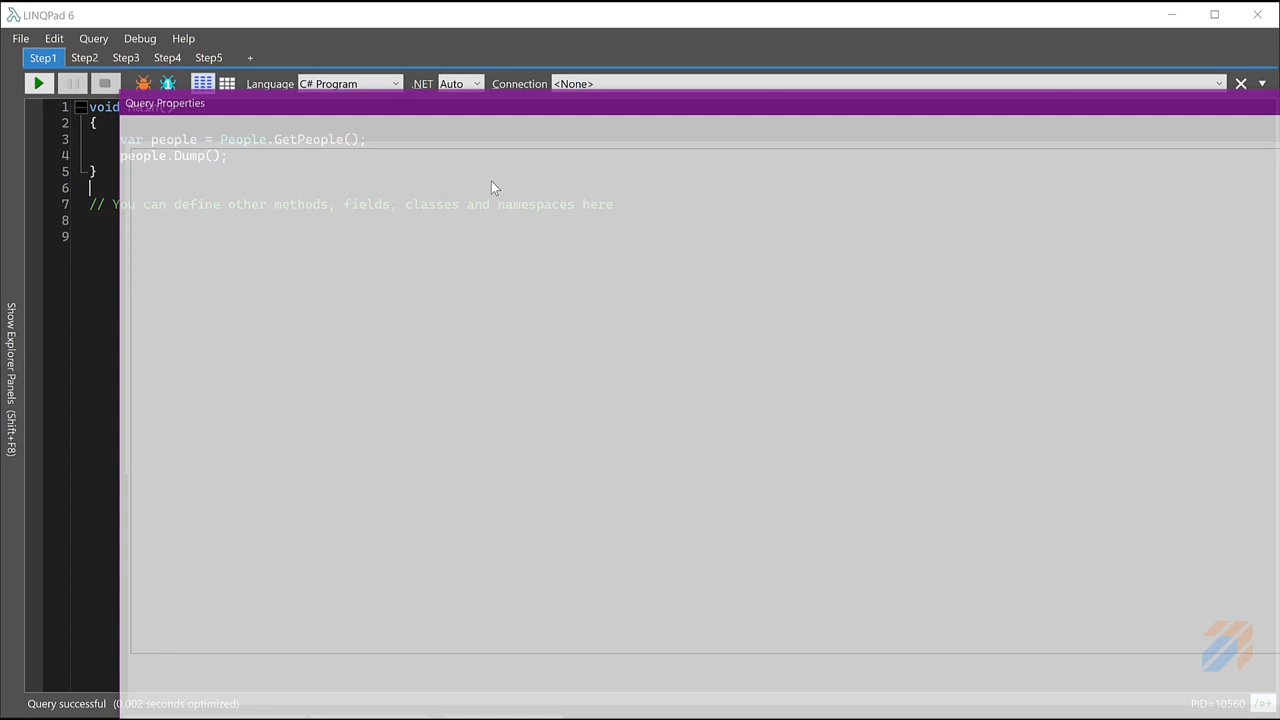 LINQPad 6
File Edit Query Debug Help
Step1 Step2 Step3 Step4 Step5 +
Language C# Program .NET Auto Connection <None>
Query Properties
1 void Main()
2 {
3 var people = People.GetPeople();
4 people.Dump();
5 }
6
7 // You can define other methods, fields, classes and namespaces here
8
9
Show Explorer Panels (Shift+F8)
Query successful (0.002 seconds optimized)
PID=10560 /o+